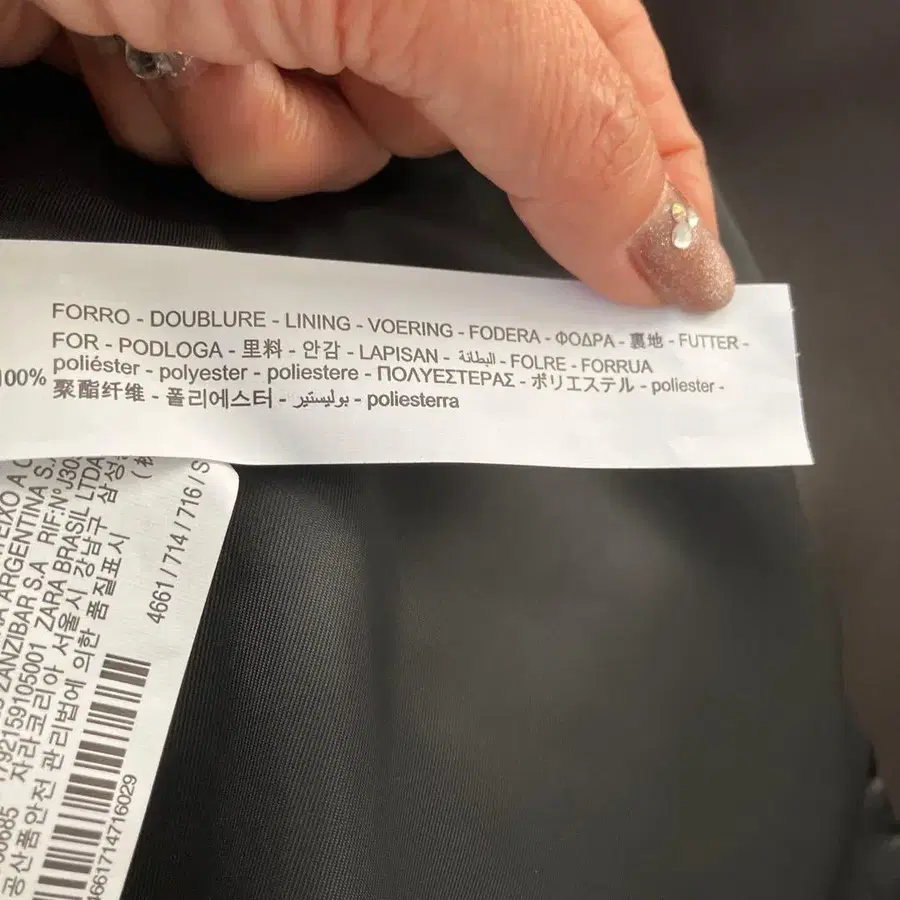 FORRO - DOUBLURE - LINING - VOERING - FODERA - ΦΟΔΡΑ - 裏地 - FUTTER -
FOR - PODLOGA - 里料 - 안감 - LAPISAN - البطانة - FOLRE - FORRUA
100% poliéster - polyester - poliestere - ΠΟΛΥΕΣΤΕΡΑΣ - ポリエステル - poliester -
聚酯纤维 - 폴리에스터 - بوليستير - poliesterra
ARGENTINA S.A
ZANZIBAR S.A RIF:N°J30
1792159105001 ZARA BRASIL LTDA
자라코리아 서울시 강남구 삼성
공산품안전 관리법에 의한 품질표시
4661/714/716/S
4661714716029